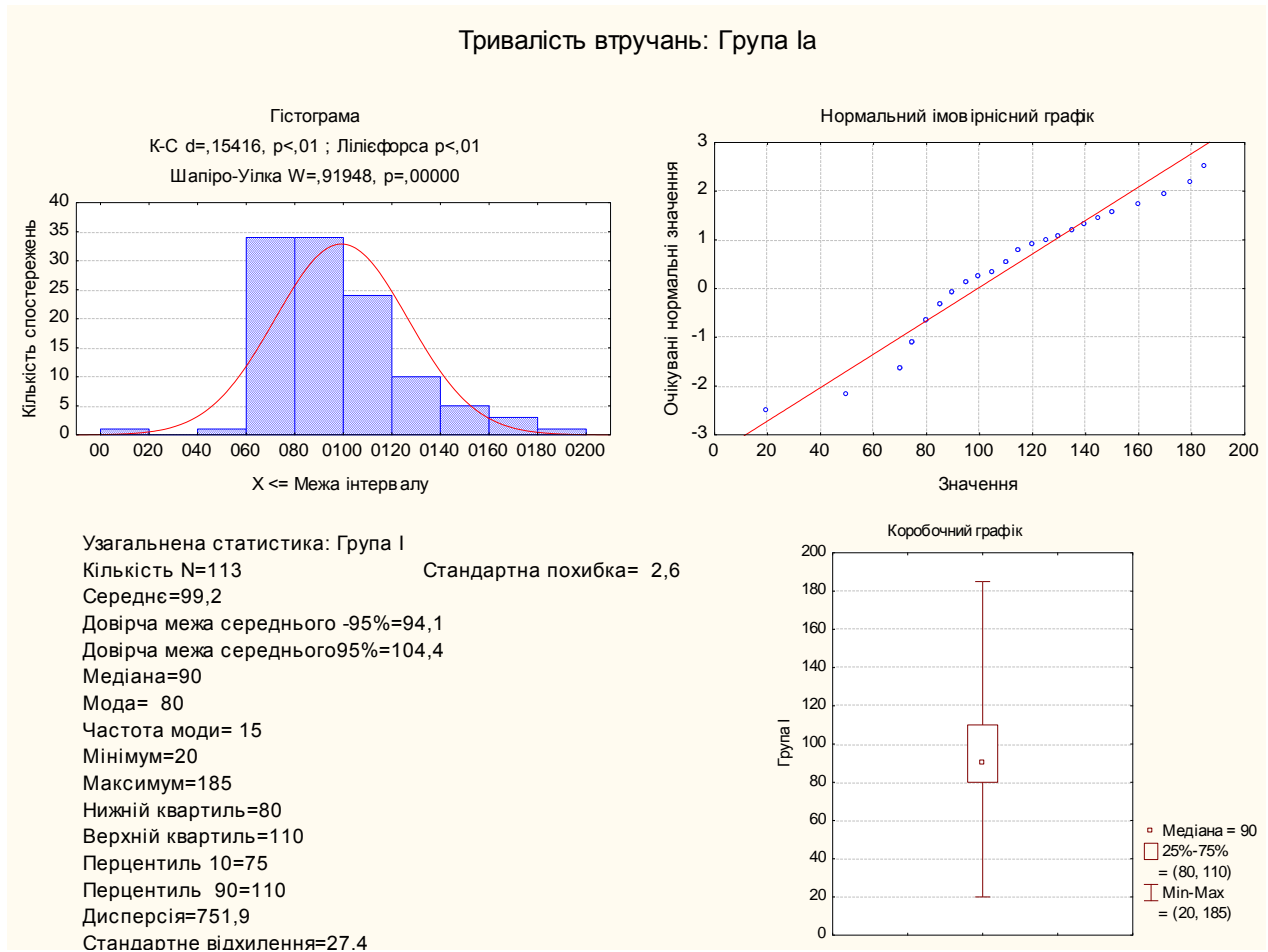 Тривалість втручань: Група Іа
Гістограма
К-С d=,15416, p<,01 ; Лілієфорса p<,01
Шапіро-Уілка W=,91948, p=,00000
Кількість спостережень
40
35
30
25
20
15
10
5
0
00 020 040 060 080 0100 0120 0140 0160 0180 0200
X <= Межа інтервалу
Нормальний імовірнісний графік
Очікувані нормальні значення
3
2
1
0
-1
-2
-3
0 20 40 60 80 100 120 140 160 180 200
Значення
Узагальнена статистика: Група І
Кількість N=113 Стандартна похибка= 2,6
Середнє=99,2
Довірча межа середнього -95%=94,1
Довірча межа середнього95%=104,4
Медіана=90
Мода= 80
Частота моди= 15
Мінімум=20
Максимум=185
Нижній квартиль=80
Верхній квартиль=110
Перцентиль 10=75
Перцентиль 90=110
Дисперсія=751,9
Стандартне відхилення=27,4
Коробочний графік
Група І
200
180
160
140
120
100
80
60
40
20
0
Медіана = 90
25%-75%
= (80, 110)
Min-Max
= (20, 185)